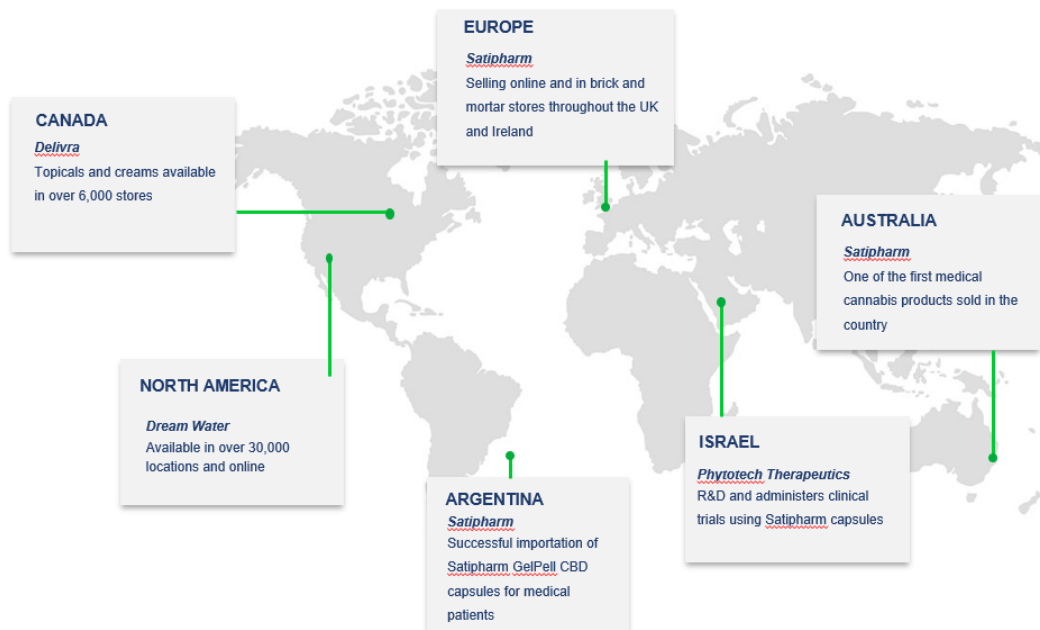 EUROPE
Satipharm
Selling online and in brick and
mortar stores throughout the UK
and Ireland
CANADA
Delivra
Topicals and creams available
in over 6,000 stores
AUSTRALIA
Satipharm
One of the first medical
cannabis products sold in the
country
NORTH AMERICA
Dream Water
Available in over 30,000
locations and online
ISRAEL
Phytotech Therapeutics
R&D and administers clinical
trials using Satipharm capsules
ARGENTINA
Satipharm
Successful importation of
Satipharm GelPell CBD
capsules for medical
patients